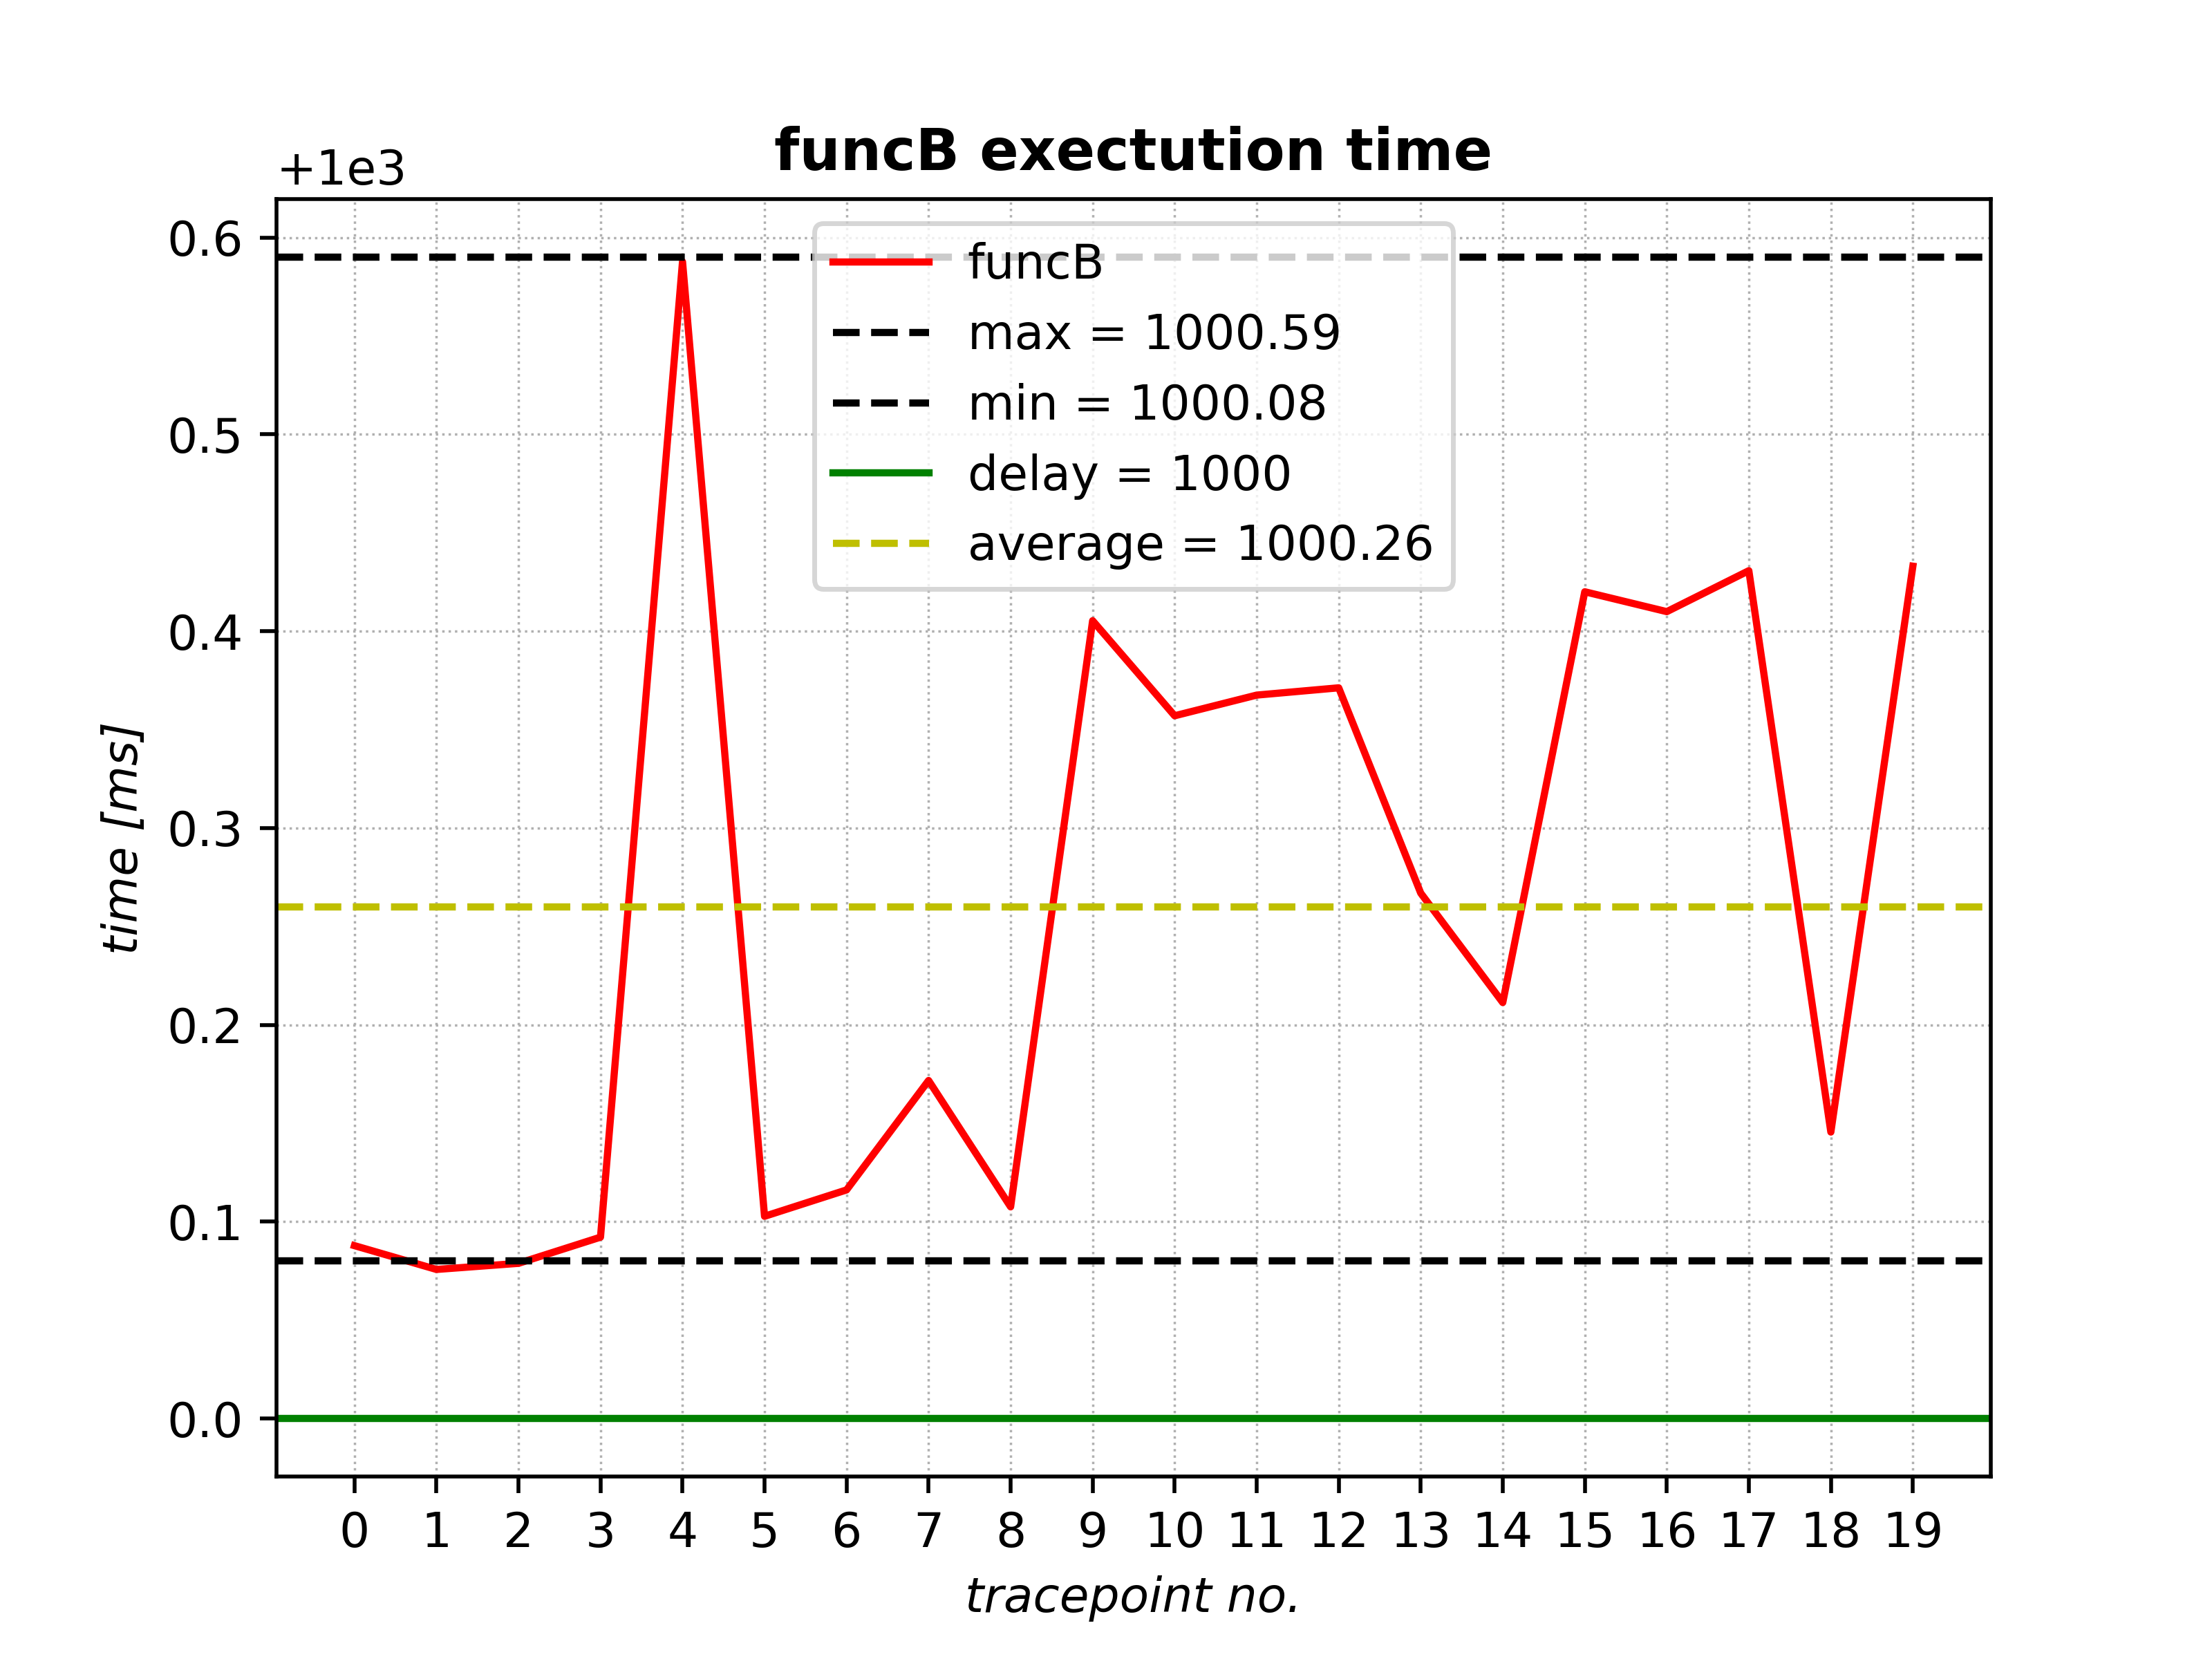 funcB exectution time
+1e3
0.6
0.5
0.4
0.3
0.2
0.1
0.0
time [ms]
funcB
max = 1000.59
min = 1000.08
delay = 1000
average = 1000.26
0 1 2 3 4 5 6 7 8 9 10 11 12 13 14 15 16 17 18 19
tracepoint no.